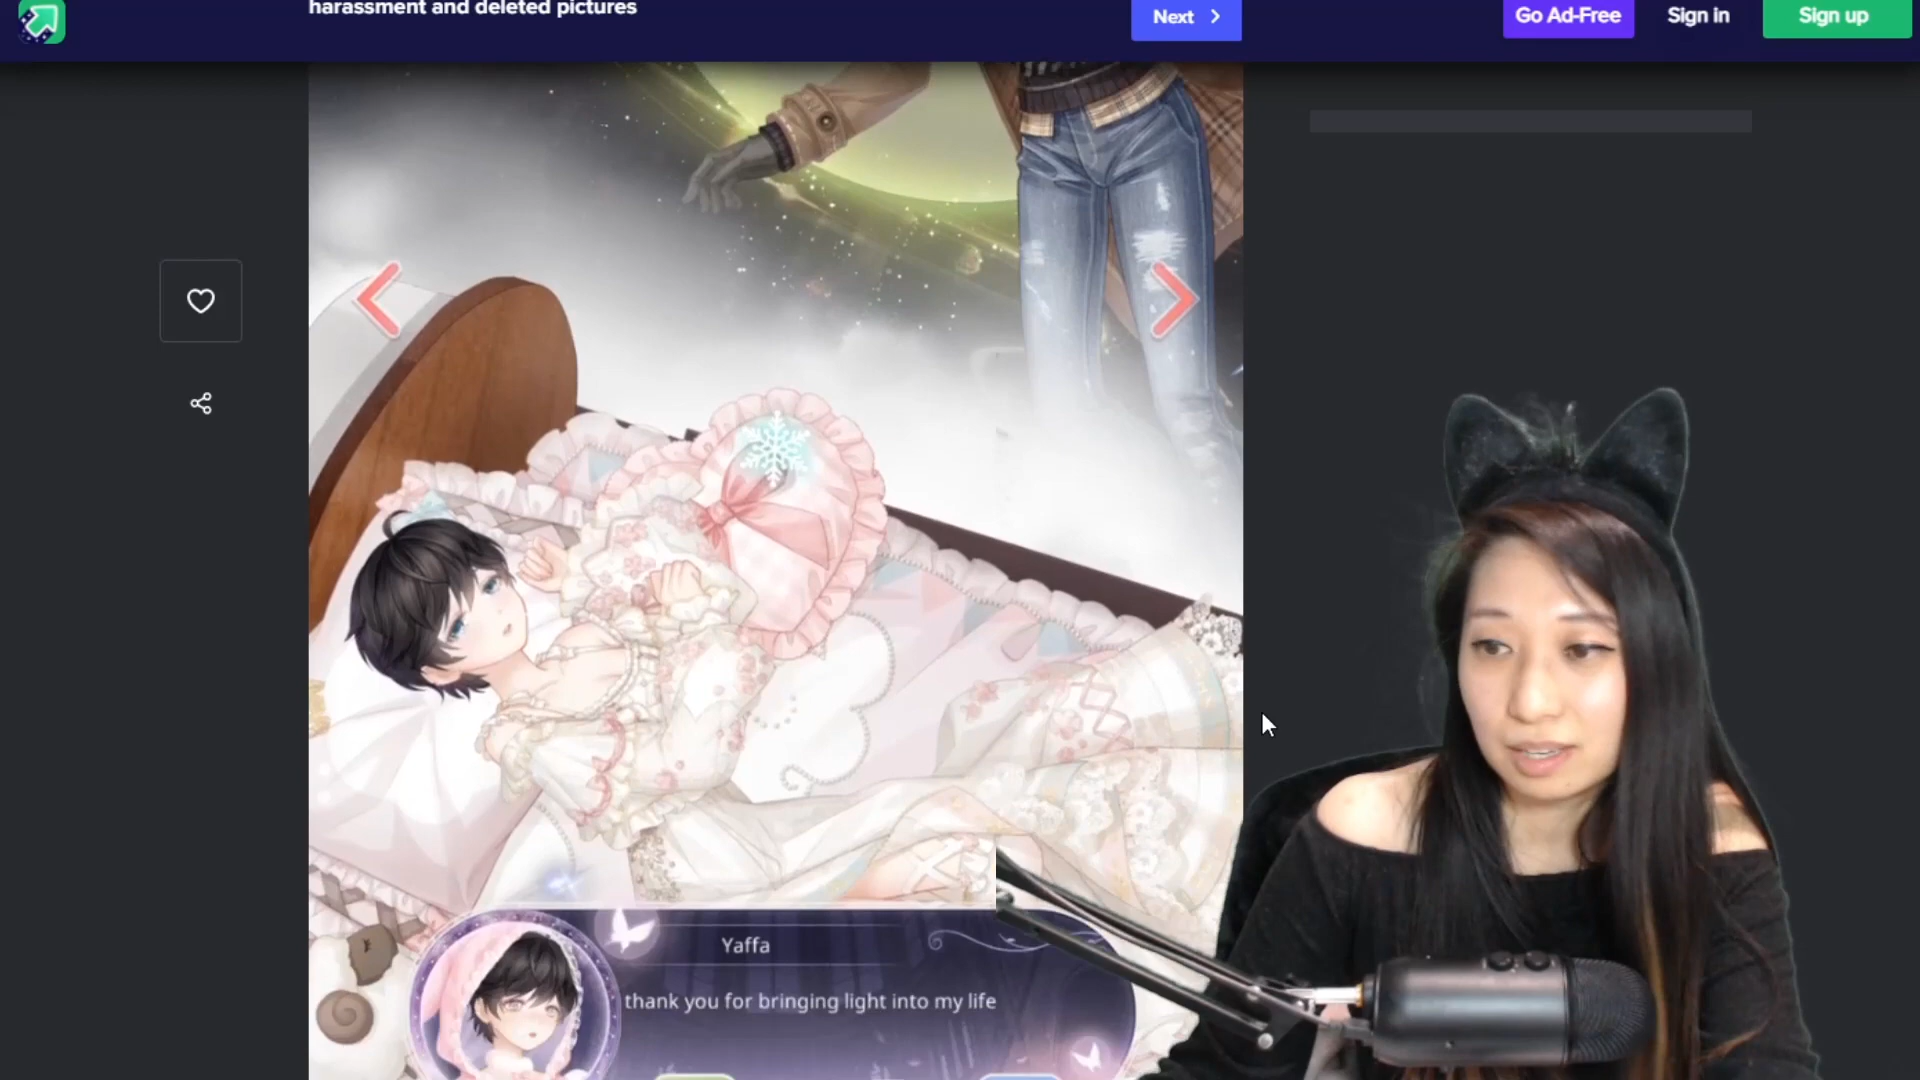 harassment and deleted pictures
Next
Go Ad-Free
Sign in
Sign up
Yaffa
thank you for bringing light into my life